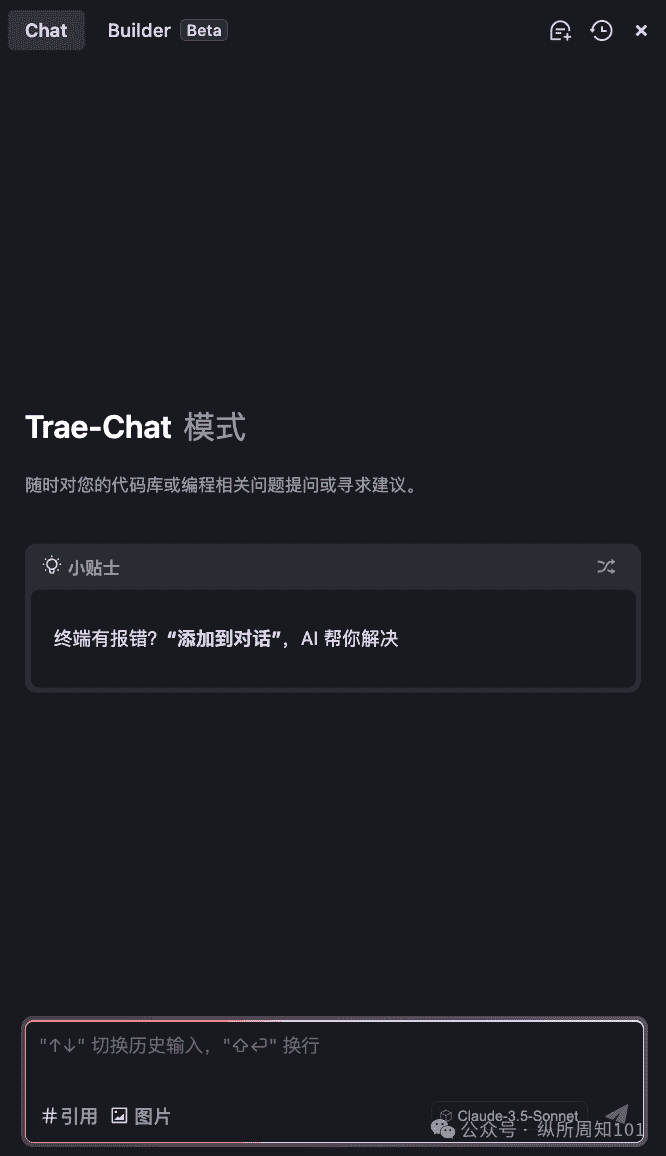 Chat Builder Beta
Trae-Chat 模式
随时对您的代码库或编程相关问题提问或寻求建议。
小贴士
终端有报错?“添加到对话”，AI 帮你解决
"↑↓" 切换历史输入，"⇧⏎" 换行
#引用 图片 Claude-3.5-Sonnet
公众号 · 纵所周知101